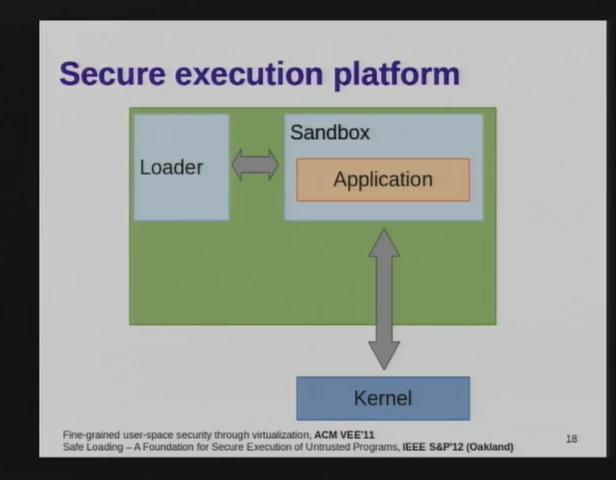 Secure execution platform
Sandbox
Loader
Application
Kernel
Fine-grained user-space security through virtualization, ACM VEE'11
Safe Loading – A Foundation for Secure Execution of Untrusted Programs, IEEE S&P'12 (Oakland)
18